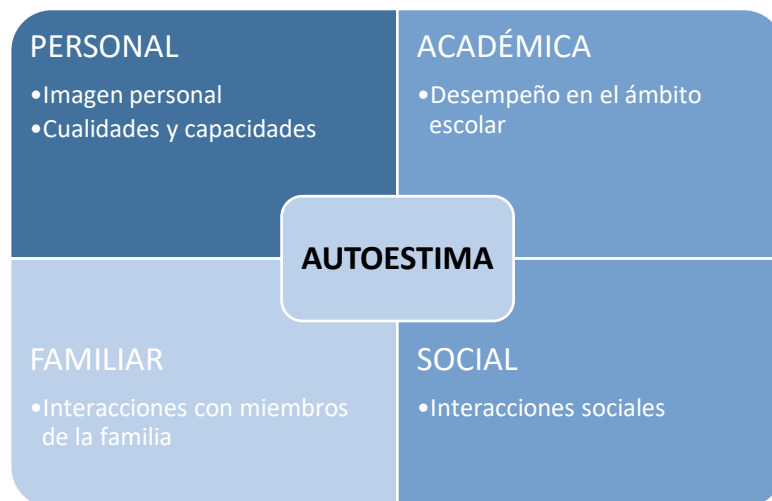 PERSONAL
•Imagen personal
•Cualidades y capacidades
ACADÉMICA
•Desempeño en el ámbito
escolar
AUTOESTIMA
FAMILIAR
•Interacciones con miembros
de la familia
SOCIAL
•Interacciones sociales